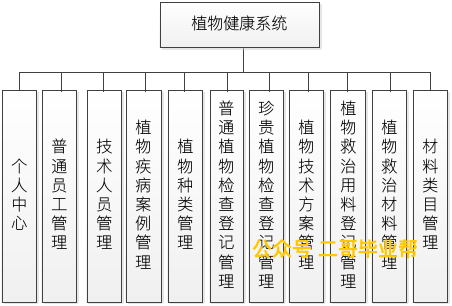 植物健康系统
个人中心
普通员工管理
技术人员管理
植物疾病案例管理
植物种类管理
普通植物检查登记管理
珍贵植物检查登记管理
植物技术方案管理
植物救治用料登记管理
植物救治材料管理
材料类目管理
公众号 二哥毕业帮